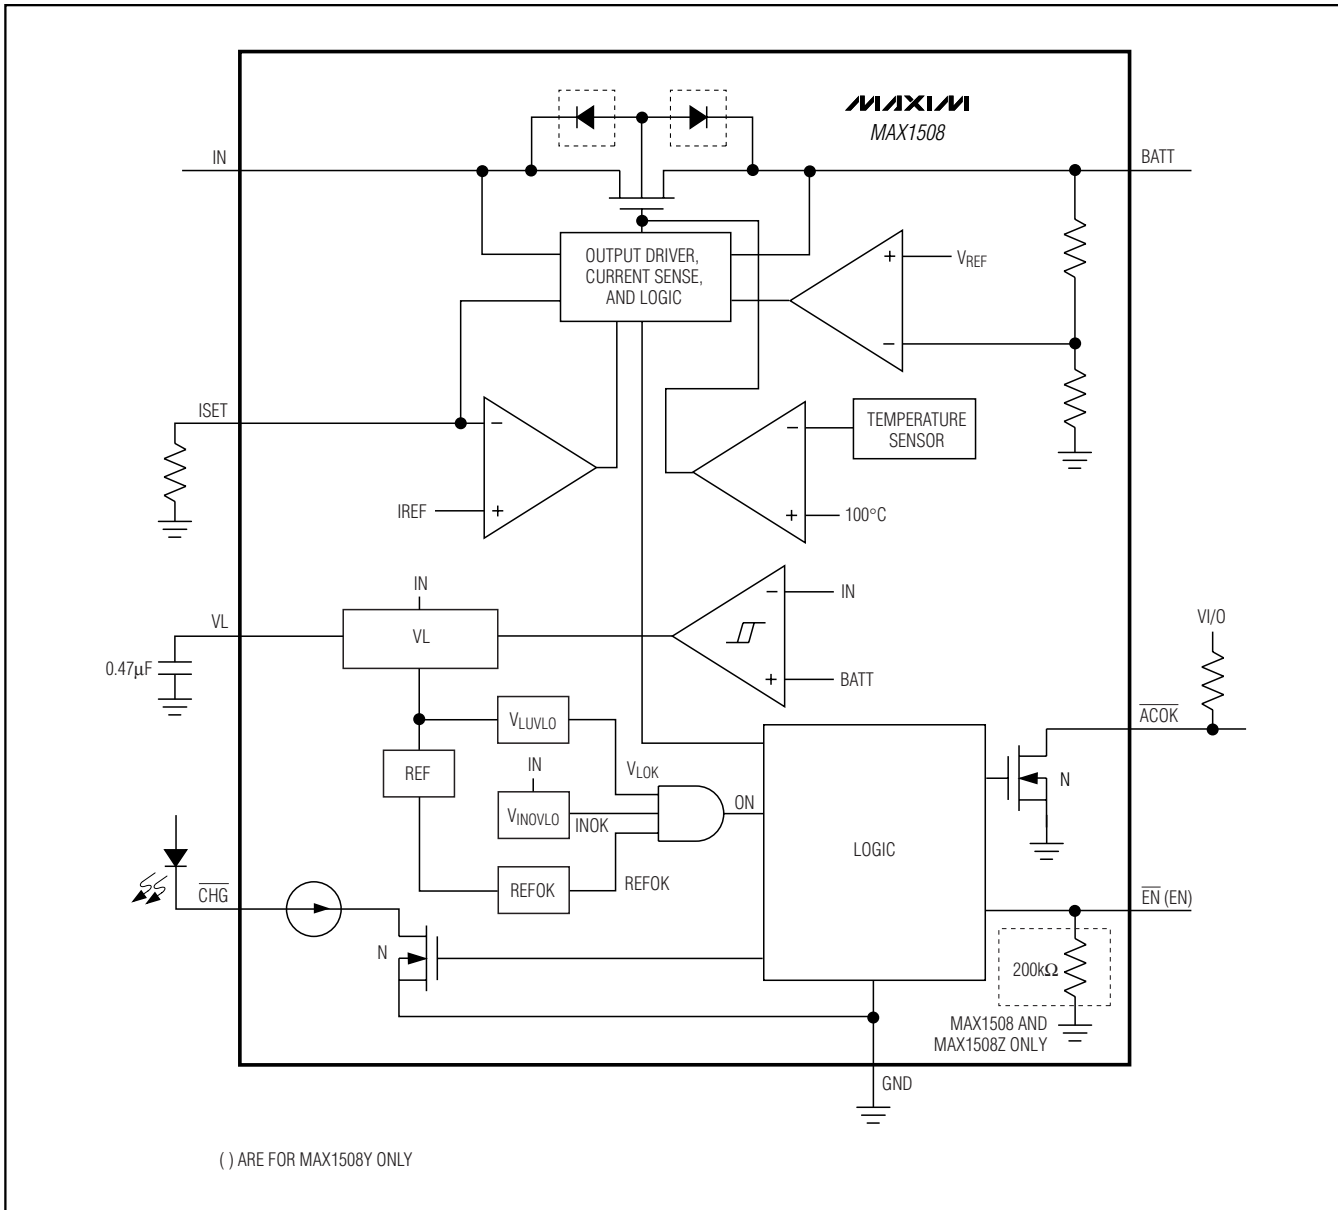 MAXIM
MAX1508
IN
BATT
OUTPUT DRIVER,
CURRENT SENSE,
AND LOGIC
+
VREF
−
ISET
−
TEMPERATURE
SENSOR
−
IREF
+
+
100°C
IN
VL
VL
−
IN
+
BATT
0.47µF
VI/O
ACOK
VLUVLO
REF
IN
VLOK
VINOVLO
INOK
ON
N
LOGIC
REFOK
REFOK
CHG
EN (EN)
N
200kΩ
MAX1508 AND
MAX1508Z ONLY
GND
( ) ARE FOR MAX1508Y ONLY